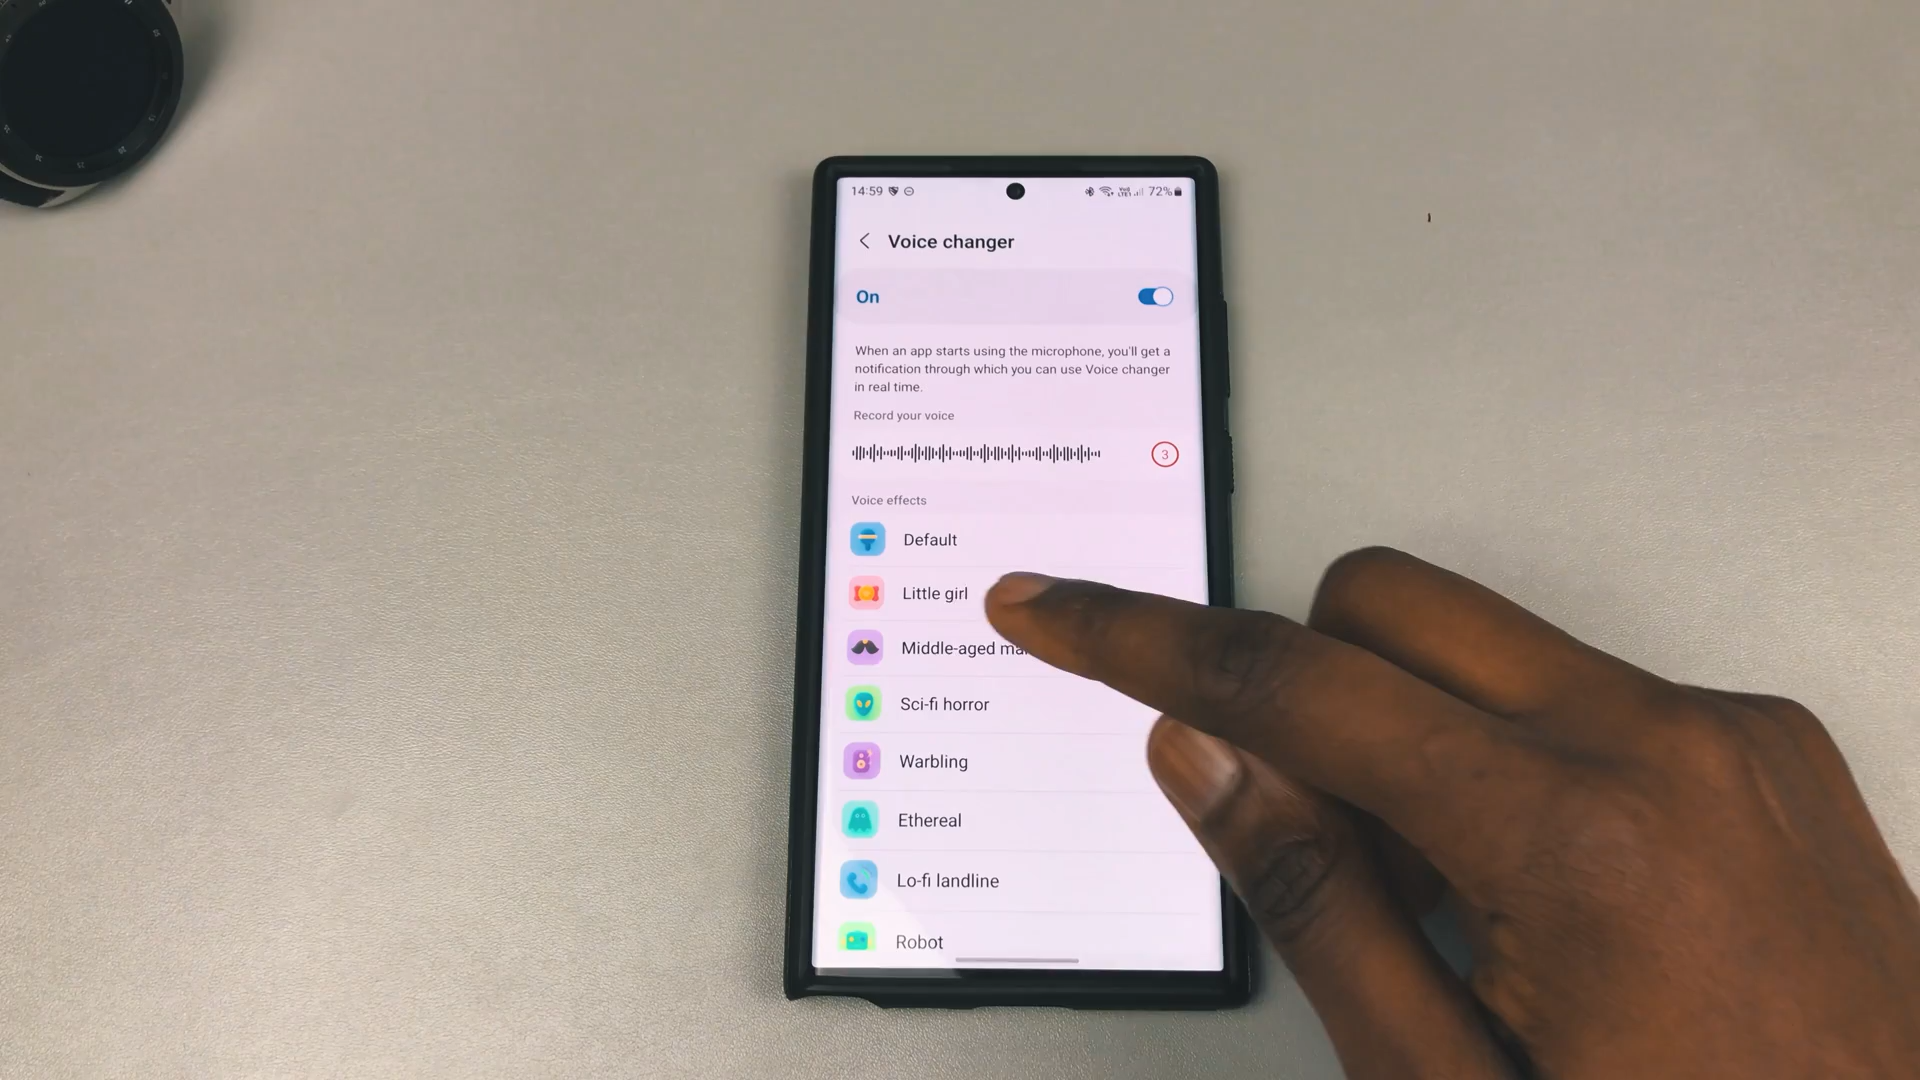 14:59
72%
Voice changer
On
When an app starts using the microphone, you'll get a
notification through which you can use Voice changer
in real time.
Record your voice
3
Voice effects
Default
Little girl
Middle-aged ma
Sci-fi horror
Warbling
Ethereal
Lo-fi landline
Robot